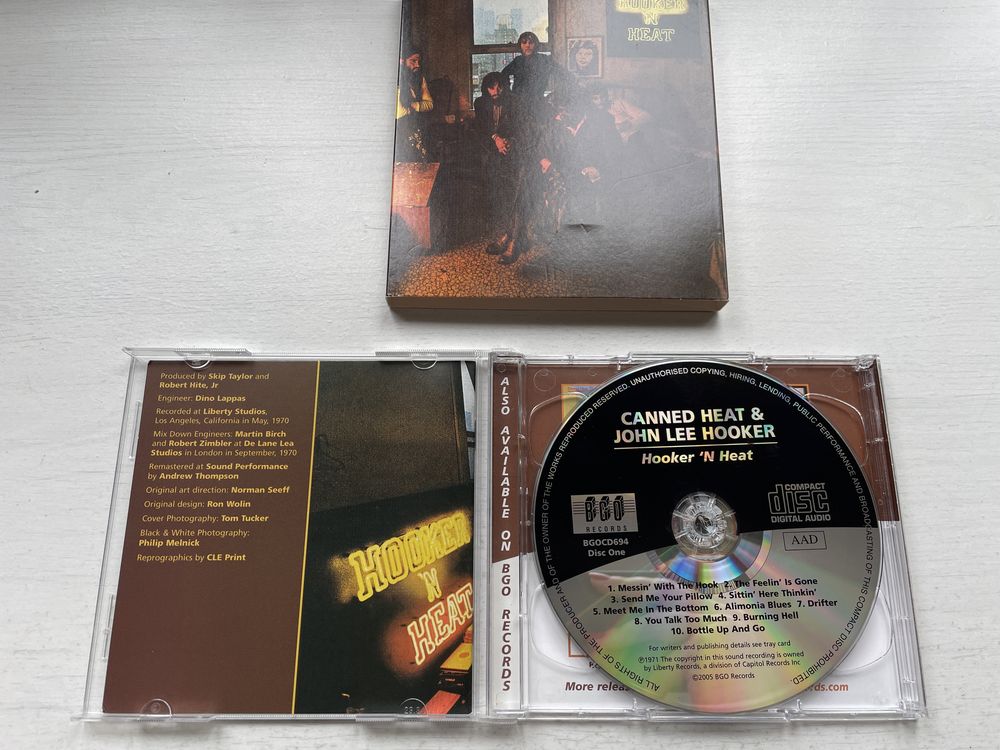 HOOKER
'N
HEAT
Produced by Skip Taylor and
Robert Hite, Jr
Engineer: Dino Lappas
Recorded at Liberty Studios,
Los Angeles, California in May, 1970
Mix Down Engineers: Martin Birch
and Robert Zimbler at De Lane Lea
Studios in London in September, 1970
Remastered at Sound Performance
by Andrew Thompson
Original art direction: Norman Seeff
Original design: Ron Wolin
Cover Photography: Tom Tucker
Black & White Photography:
Philip Melnick
Reprographics by CLE Print
HOOKER
'N
HEAT
ALSO AVAILABLE ON BGO RECORDS
ALL RIGHTS OF THE PRODUCER AND OF THE OWNER OF THE WORKS REPRODUCED RESERVED. UNAUTHORISED COPYING, HIRING, LENDING, PUBLIC PERFORMANCE AND BROADCASTING OF THIS COMPACT DISC PROHIBITED.
CANNED HEAT &
JOHN LEE HOOKER
Hooker 'N Heat
BGO
RECORDS
BGOCD694
Disc One
COMPACT
disc
DIGITAL AUDIO
AAD
1. Messin' With The Hook 2. The Feelin' Is Gone
3. Send Me Your Pillow 4. Sittin' Here Thinkin'
5. Meet Me In The Bottom 6. Alimonia Blues 7. Drifter
8. You Talk Too Much 9. Burning Hell
10. Bottle Up And Go
For writers and publishing details see tray card
℗1971 The copyright in this sound recording is owned
by Liberty Records, a division of Capitol Records Inc
©2005 BGO Records
More relea
rds.com